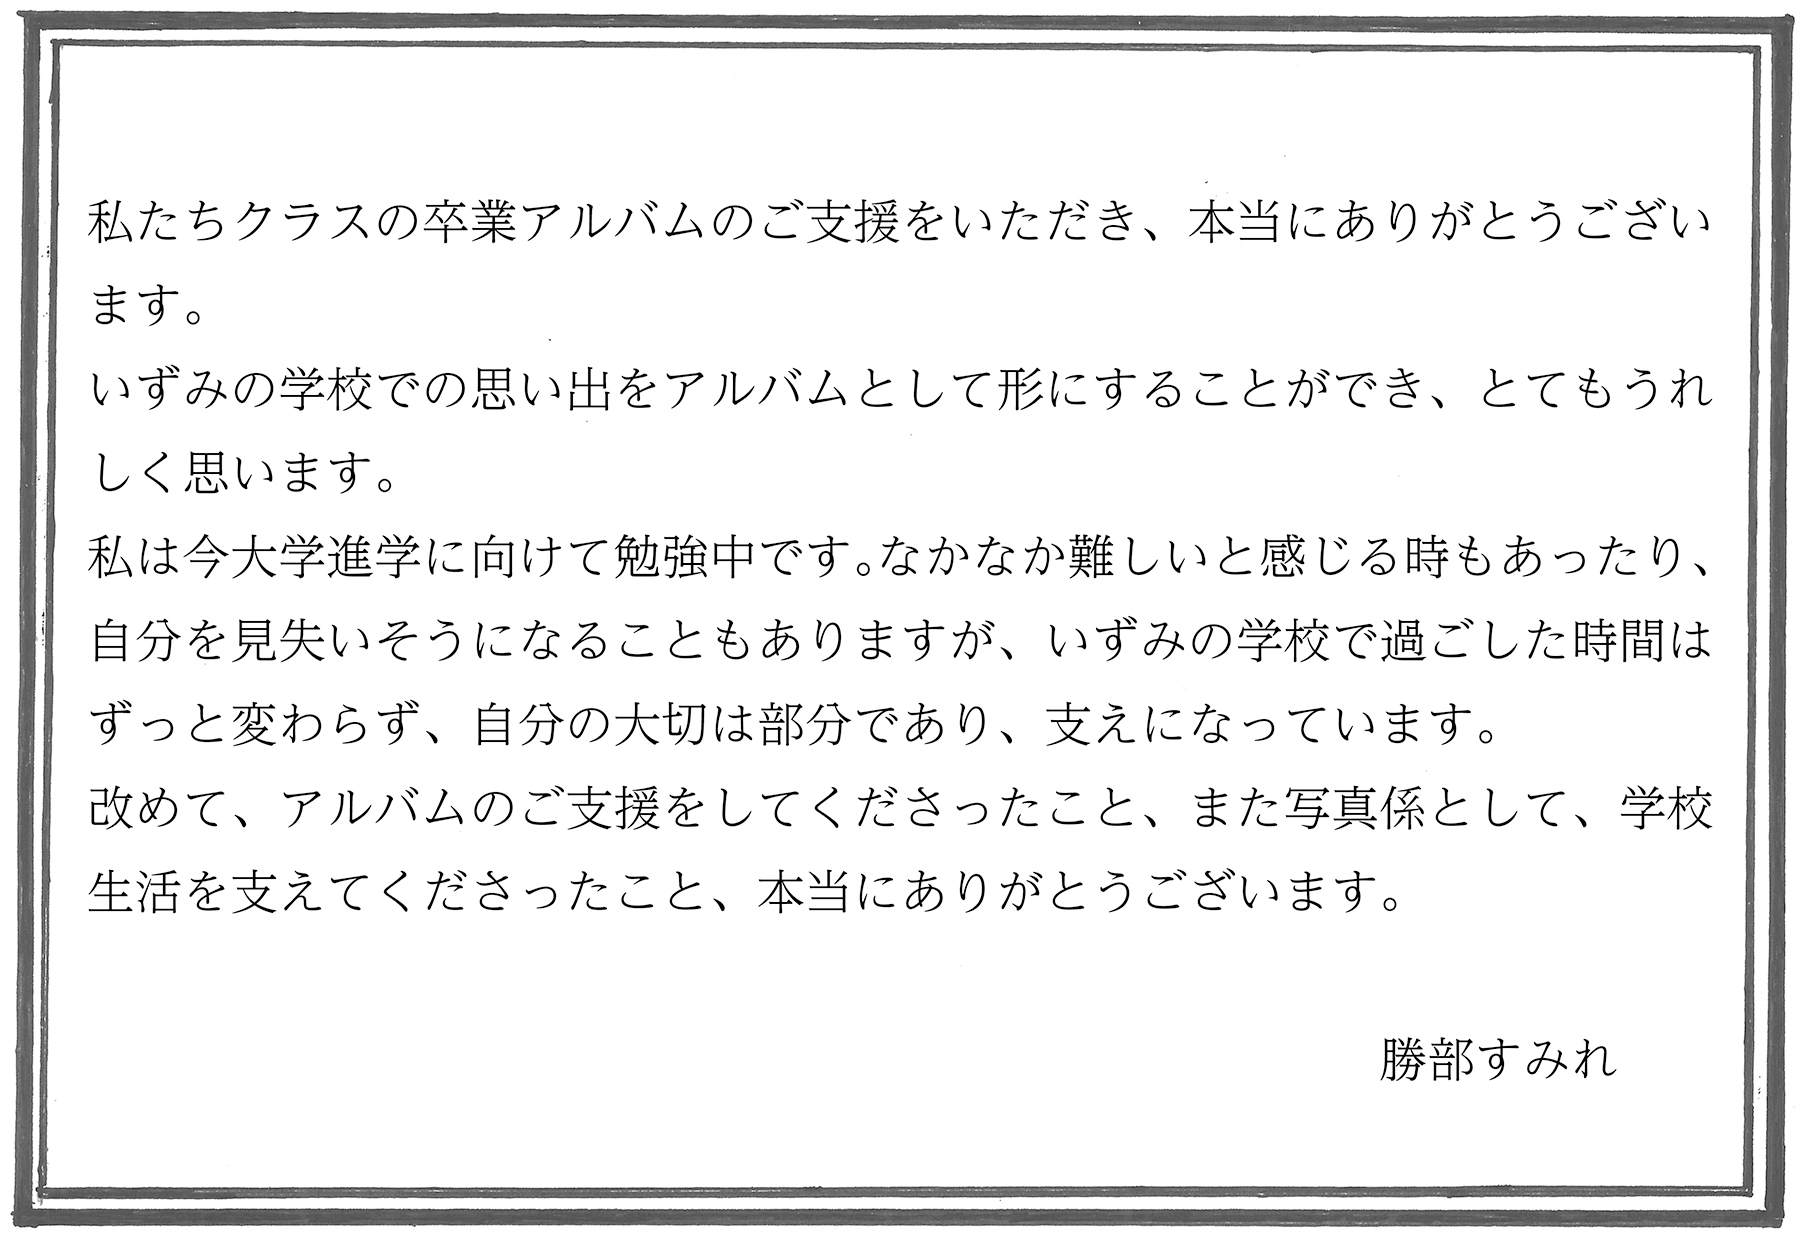 私たちクラスの卒業アルバムのご支援をいただき、本当にありがとうござい
ます。
いずみの学校での思い出をアルバムとして形にすることができ、とてもうれ
しく思います。
私は今大学進学に向けて勉強中です。なかなか難しいと感じる時もあったり、
自分を見失いそうになることもありますが、いずみの学校で過ごした時間は
ずっと変わらず、自分の大切は部分であり、支えになっています。
改めて、アルバムのご支援をしてくださったこと、また写真係として、学校
生活を支えてくださったこと、本当にありがとうございます。
勝部すみれ